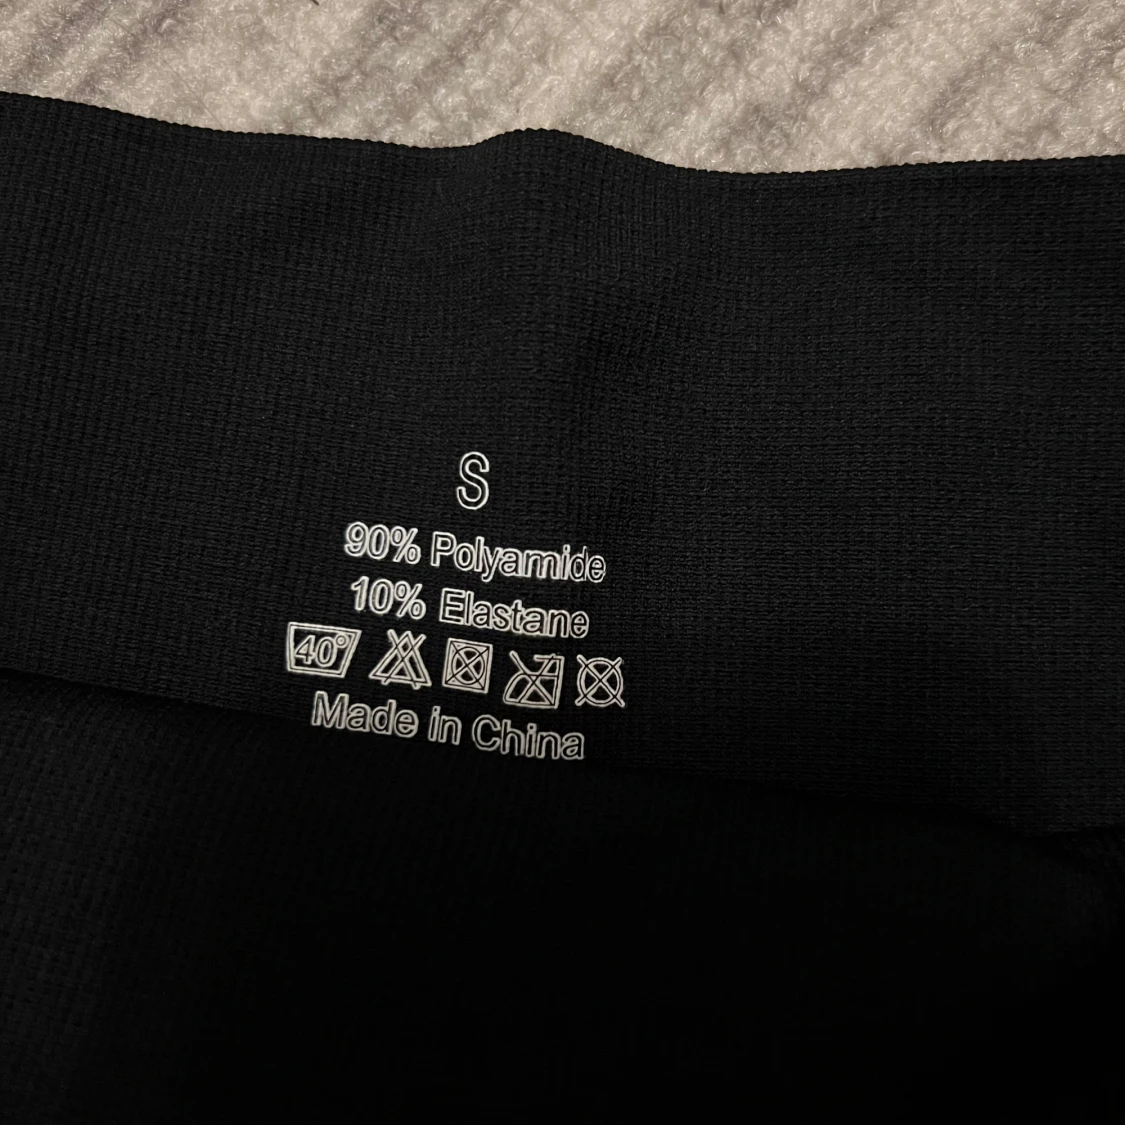 S
90% Polyamide
10% Elastane
40°
Made in China